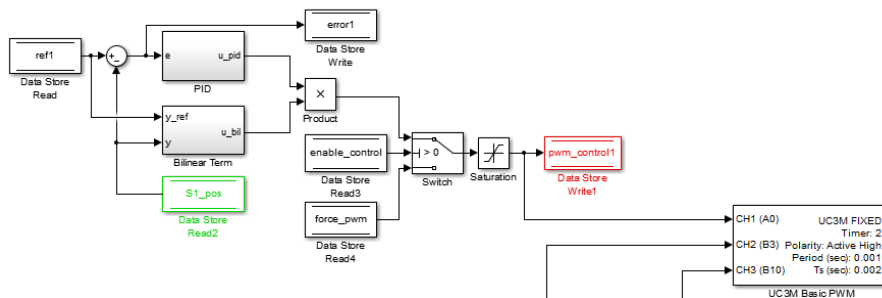 error1
Data Store
Write
ref1
Data Store
Read
+
_
e
u_pid
PID
×
Product
y_ref
y
u_bil
Bilinear Term
enable_control
Data Store
Read3
> 0
Switch
Saturation
pwm_control1
Data Store
Write1
S1_pos
Data Store
Read2
force_pwm
Data Store
Read4
CH1 (A0)
CH2 (B3)
CH3 (B10)
UC3M FIXED
Timer: 2
Polarity: Active High
Period (sec): 0.001
Ts (sec): 0.002
UC3M Basic PWM